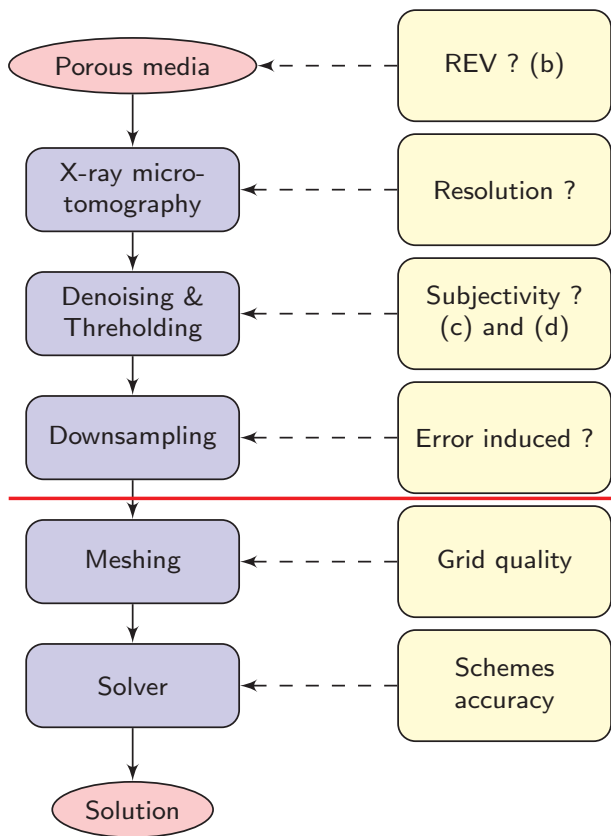 Porous media
REV ? (b)
X-ray micro-
tomography
Resolution ?
Denoising &
Threholding
Subjectivity ?
(c) and (d)
Downsampling
Error induced ?
Meshing
Grid quality
Solver
Schemes
accuracy
Solution